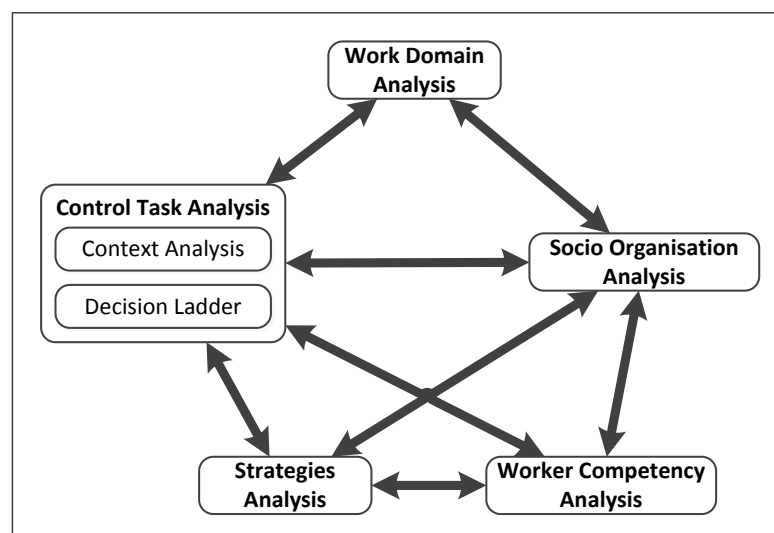 Work Domain
Analysis
Control Task Analysis
Context Analysis
Decision Ladder
Socio Organisation
Analysis
Strategies
Analysis
Worker Competency
Analysis